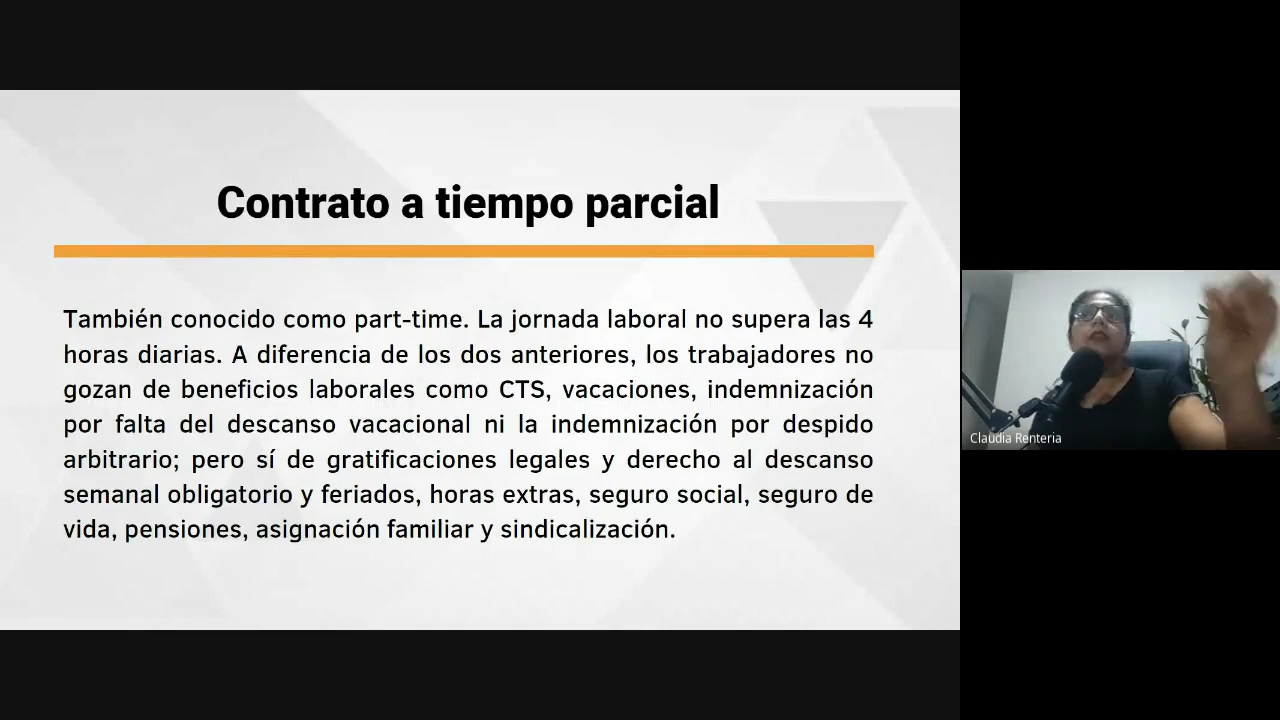 Contrato a tiempo parcial
También conocido como part-time. La jornada laboral no supera las 4
horas diarias. A diferencia de los dos anteriores, los trabajadores no
gozan de beneficios laborales como CTS, vacaciones, indemnización
por falta del descanso vacacional ni la indemnización por despido
arbitrario; pero sí de gratificaciones legales y derecho al descanso
semanal obligatorio y feriados, horas extras, seguro social, seguro de
vida, pensiones, asignación familiar y sindicalización.
Claudia Renteria